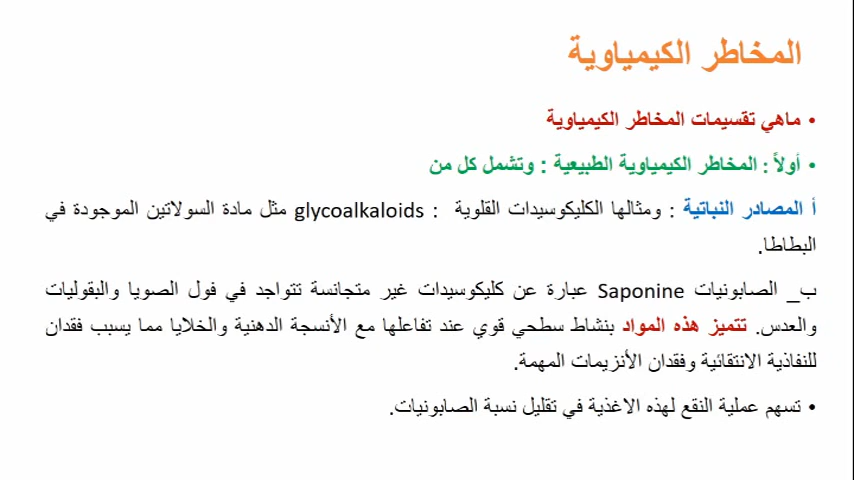 المخاطر الكيمياوية
• ماهي تقسيمات المخاطر الكيمياوية
• أولاً : المخاطر الكيمياوية الطبيعية : وتشمل كل من
أ المصادر النباتية : ومثالها الكليكوسيدات القلوية : glycoalkaloids مثل مادة السولاتين الموجودة في
البطاطا.
ب_ الصابونيات Saponine عبارة عن كليكوسيدات غير متجانسة تتواجد في فول الصويا والبقوليات
والعدس. تتميز هذه المواد بنشاط سطحي قوي عند تفاعلها مع الأنسجة الدهنية والخلايا مما يسبب فقدان
للنفاذية الانتقائية وفقدان الأنزيمات المهمة.
• تسهم عملية النقع لهذه الاغذية في تقليل نسبة الصابونيات.